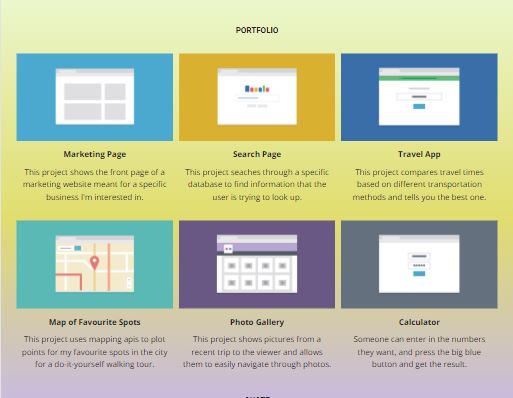 PORTFOLIO
Marketing Page
This project shows the front page of a
marketing website meant for a specific
business I'm interested in.
Search Page
This project searches through a specific
database to find information that the
user is trying to look up.
Travel App
This project compares travel times
based on different transportation
methods and tells you the best one.
Map of Favourite Spots
This project uses mapping apis to plot
points for my favourite spots in the city
for a do-it-yourself walking tour.
Photo Gallery
This project shows pictures from a
recent trip to the viewer and allows
them to easily navigate through photos.
Calculator
Someone can enter in the numbers
they want, and press the big blue
button and get the result.